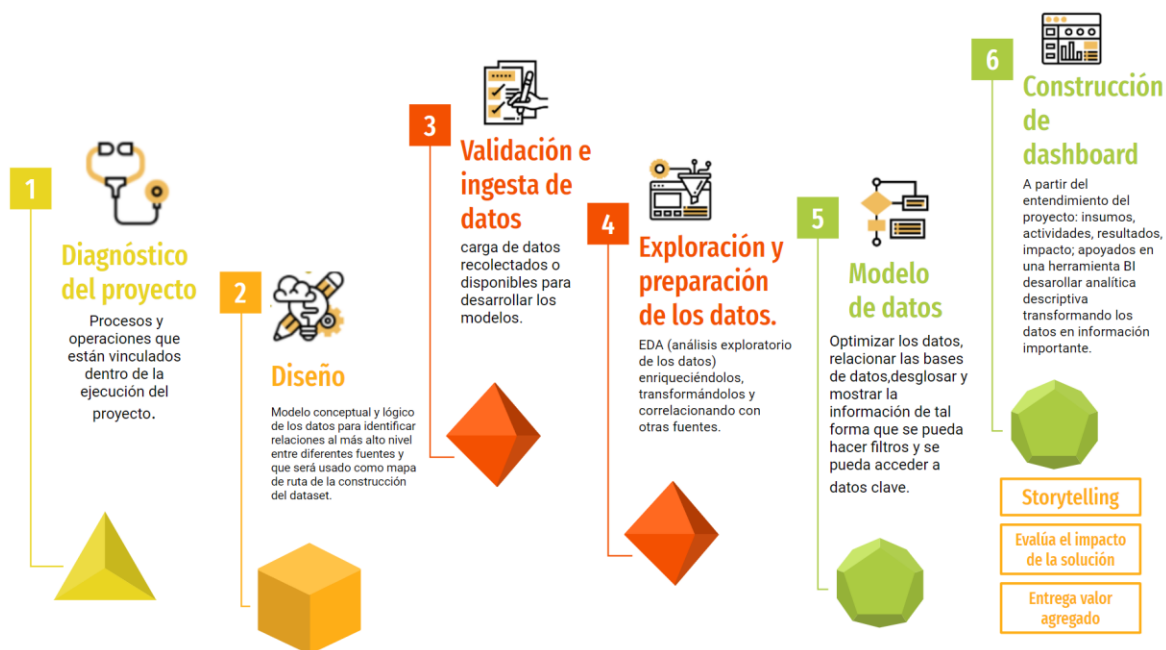 1
Diagnóstico
del proyecto
Procesos y
operaciones que
están vinculados
dentro de la
ejecución del
proyecto.
2
Diseño
Modelo conceptual y lógico
de los datos para identificar
relaciones al más alto nivel
entre diferentes fuentes y
que será usado como mapa
de ruta de la construcción
del dataset.
3
Validación e
ingesta de
datos
carga de datos
recolectados o
disponibles para
desarrollar los
modelos.
4
Exploración y
preparación
de los datos.
EDA (análisis exploratorio
de los datos)
enriqueciéndolos,
transformándolos y
correlacionando con
otras fuentes.
5
Modelo
de datos
Optimizar los datos,
relacionar las bases
de datos,desglosar y
mostrar la
información de tal
forma que se pueda
hacer filtros y se
pueda acceder a
datos clave.
6
Construcción
de
dashboard
A partir del
entendimiento del
proyecto: insumos,
actividades, resultados,
impacto; apoyados en
una herramienta BI
desarollar analítica
descriptiva
transformando los
datos en información
importante.
Storytelling
Evalúa el impacto
de la solución
Entrega valor
agregado